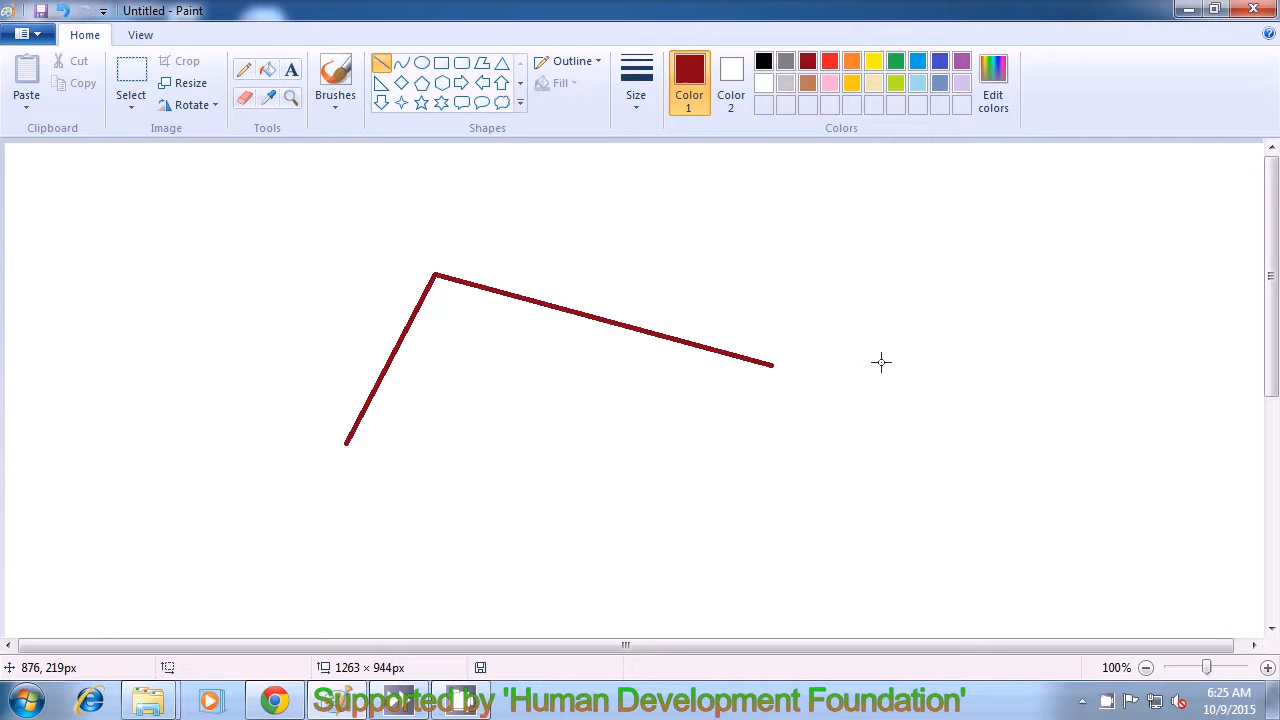 Untitled - Paint
Home View
Paste
Cut
Copy
Clipboard
Select
Crop
Resize
Rotate
Image
A
Tools
Brushes
Outline
Fill
Shapes
Size
Color
1
Color
2
Edit
colors
Colors
876, 219px
1263 × 944px
100%
Supported by 'Human Development Foundation'
6:25 AM
10/9/2015